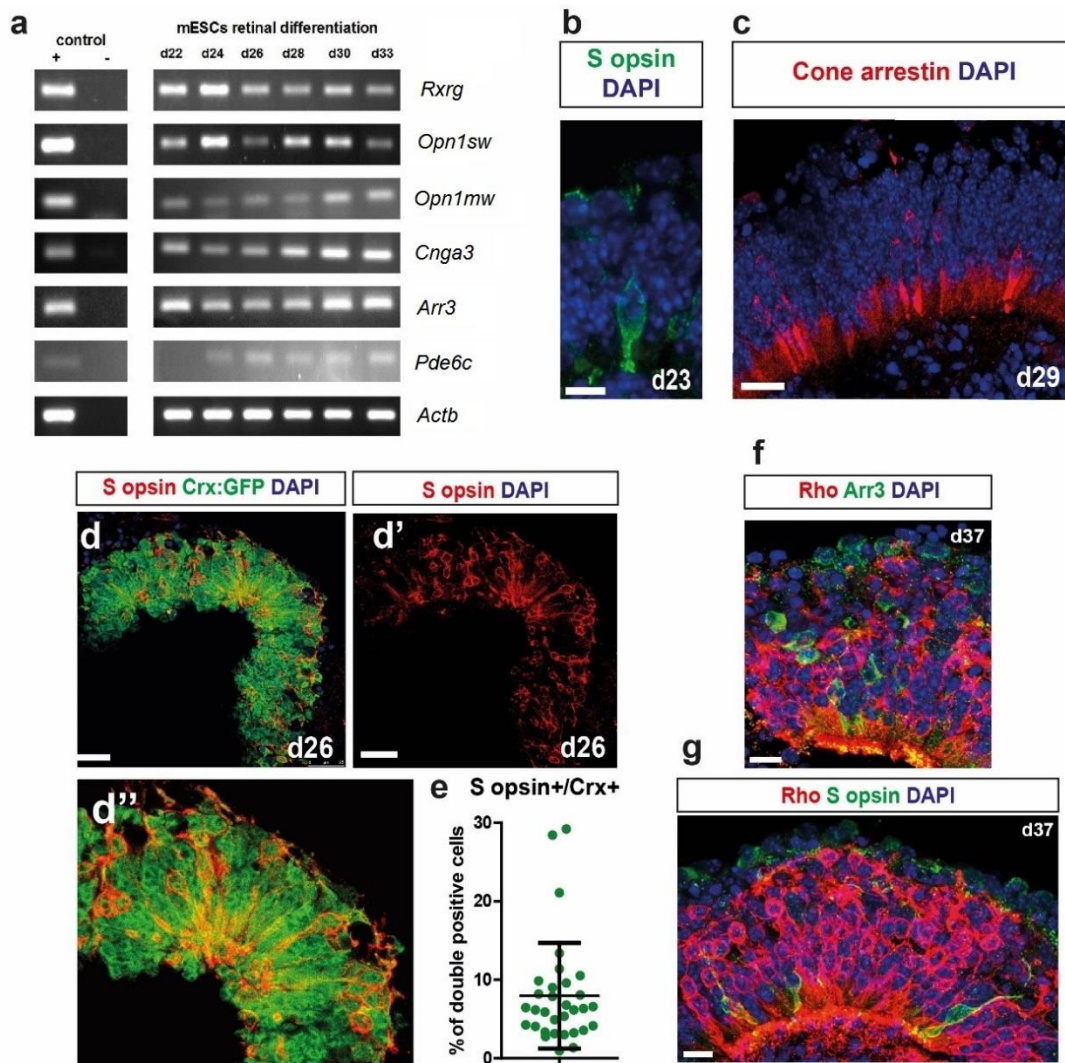 a
control
+ -
mESCs retinal differentiation
d22 d24 d26 d28 d30 d33
Rxrg
Opn1sw
Opn1mw
Cnga3
Arr3
Pde6c
Actb
b
S opsin
DAPI
d23
c
Cone arrestin DAPI
d29
S opsin Crx:GFP DAPI
d
d26
S opsin DAPI
d'
d26
d''
e
S opsin+/Crx+
% of double positive cells
30
20
10
0
f
Rho Arr3 DAPI
d37
g
Rho S opsin DAPI
d37